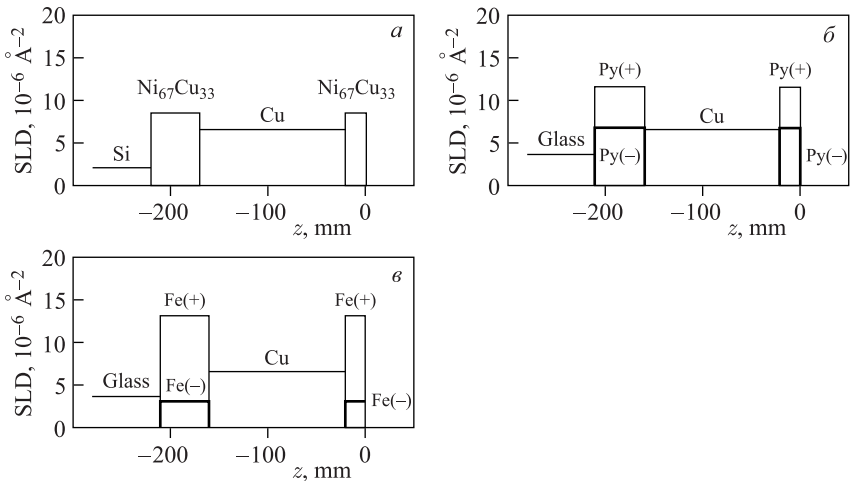 20
15
10
5
0
SLD, 10–6 Å–2
а
Ni67Cu33 Ni67Cu33
Cu
Si
–200 –100 0
z, mm
20
15
10
5
0
SLD, 10–6 Å–2
б
Py(+) Py(+)
Cu
Glass
Py(–) Py(–)
–200 –100 0
z, mm
20
15
10
5
0
SLD, 10–6 Å–2
в
Fe(+) Fe(+)
Cu
Glass
Fe(–) Fe(–)
–200 –100 0
z, mm